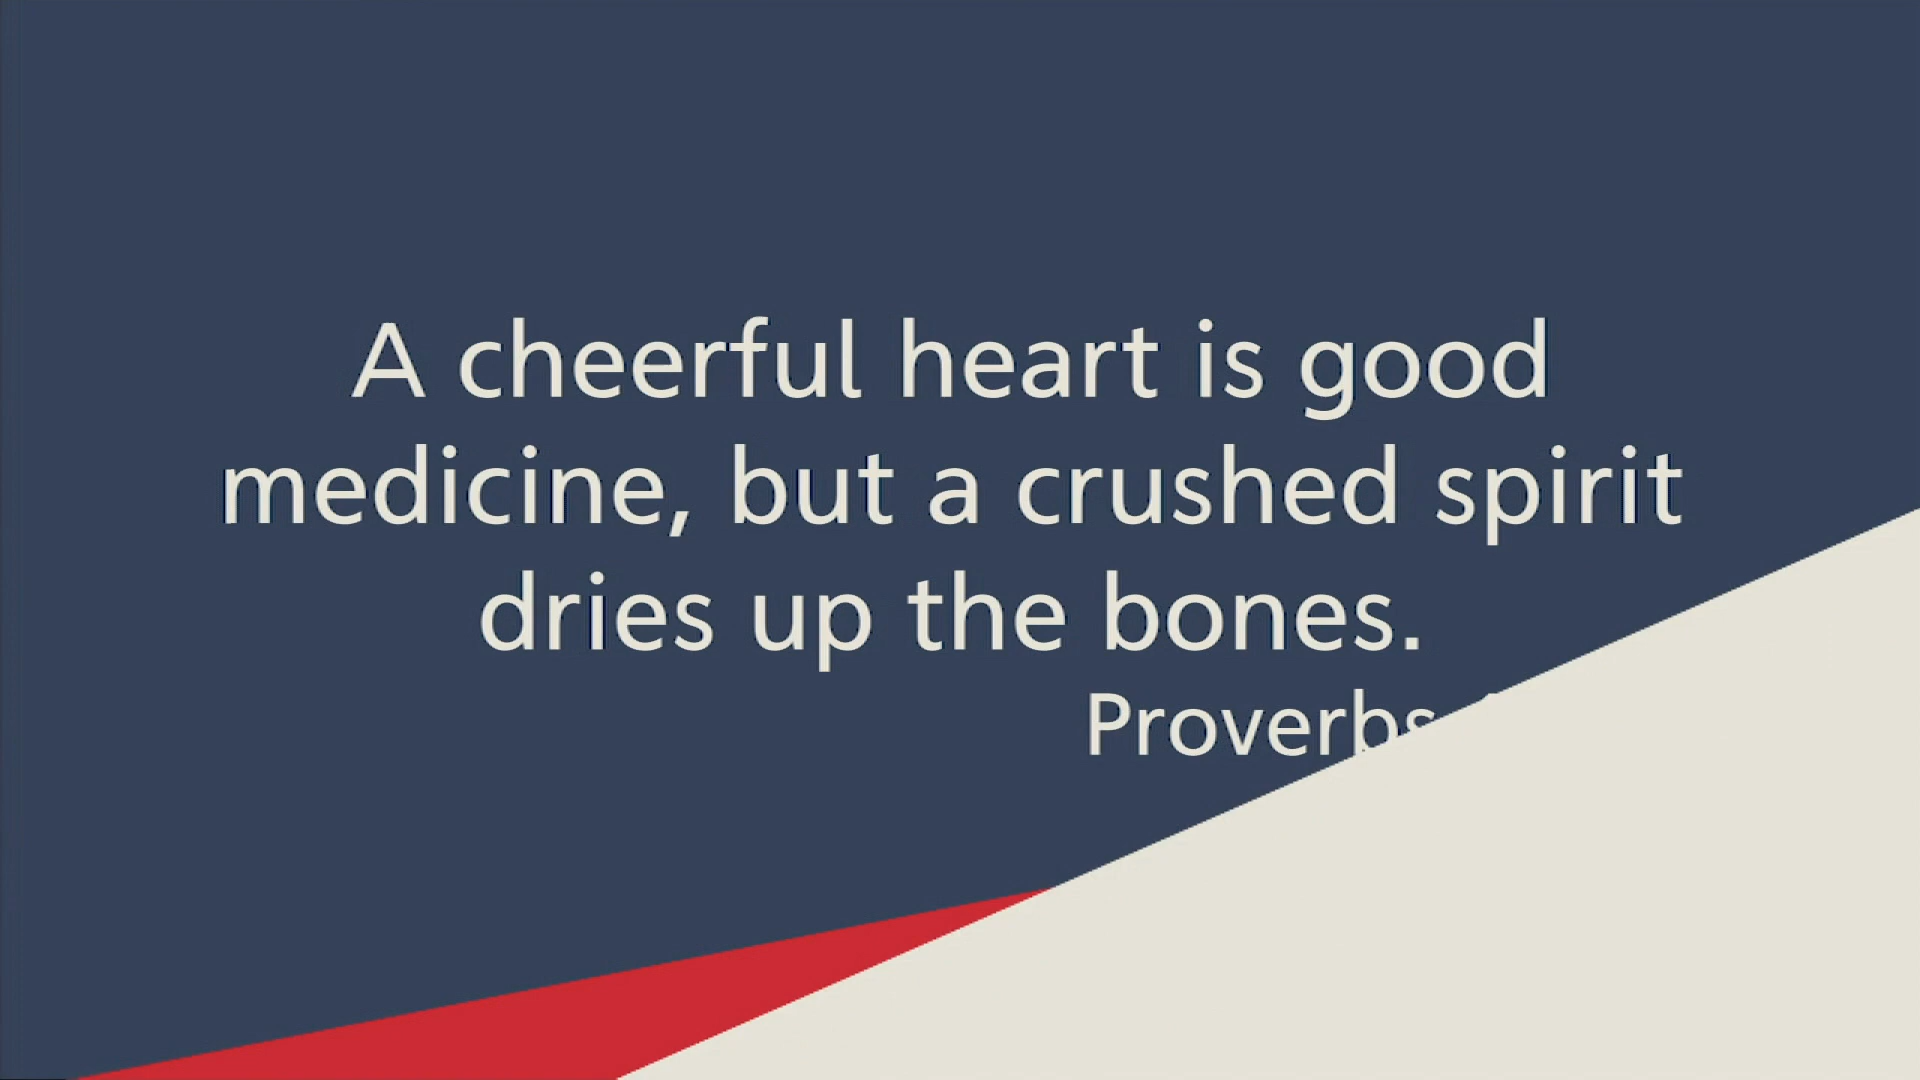 A cheerful heart is good
medicine, but a crushed spirit
dries up the bones.
Proverbs